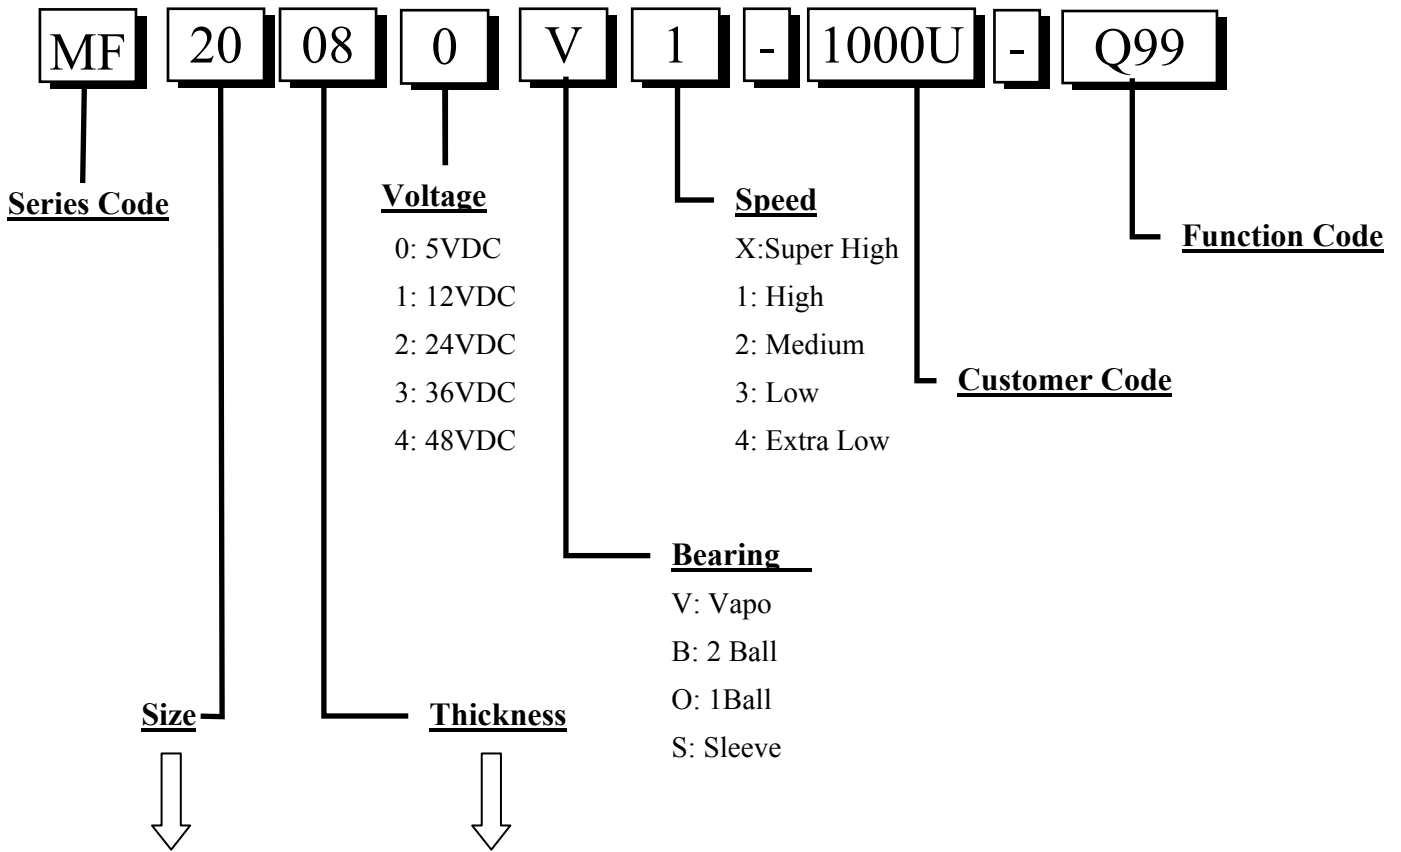 MF 20 08 0 V 1 - 1000U - Q99
Series Code
Voltage
0: 5VDC
1: 12VDC
2: 24VDC
3: 36VDC
4: 48VDC
Speed
X:Super High
1: High
2: Medium
3: Low
4: Extra Low
Function Code
Customer Code
Bearing
V: Vapo
B: 2 Ball
O: 1Ball
S: Sleeve
Size
Thickness